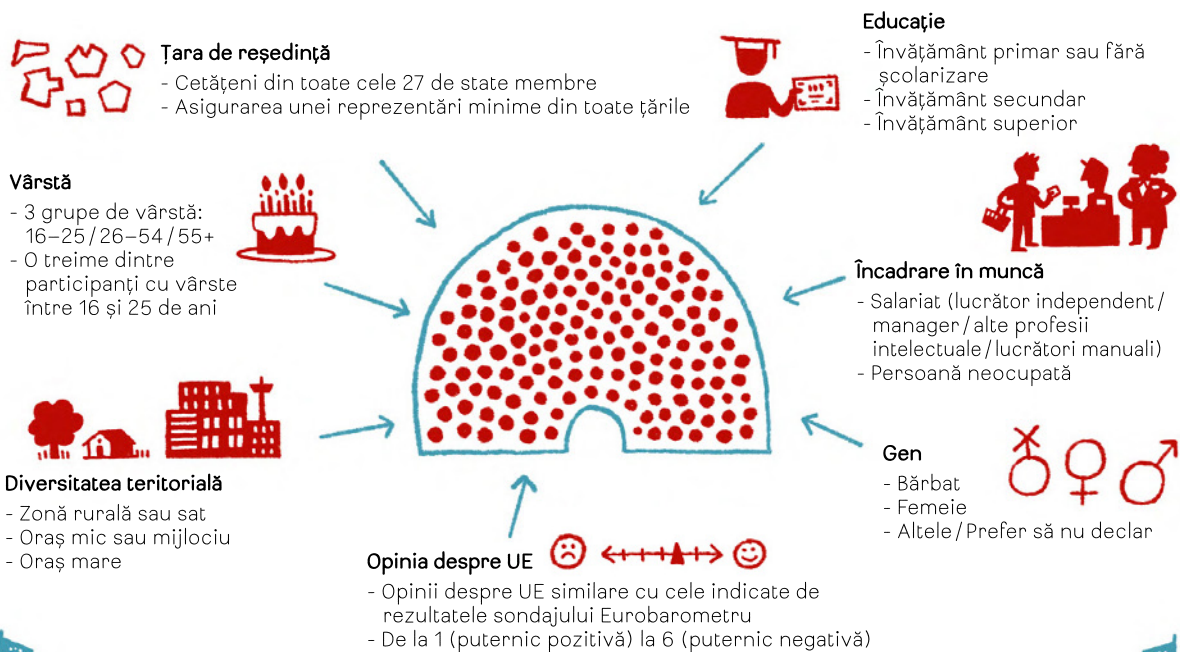 Țara de reședință
- Cetățeni din toate cele 27 de state membre
- Asigurarea unei reprezentări minime din toate țările
Educație
- Învățământ primar sau fără
școlarizare
- Învățământ secundar
- Învățământ superior
Vârstă
- 3 grupe de vârstă:
16–25 / 26–54 / 55+
- O treime dintre
participanți cu vârste
între 16 și 25 de ani
Încadrare în muncă
- Salariat (lucrător independent /
manager / alte profesii
intelectuale / lucrători manuali)
- Persoană neocupată
Diversitatea teritorială
- Zonă rurală sau sat
- Oraș mic sau mijlociu
- Oraș mare
Gen
- Bărbat
- Femeie
- Altele / Prefer să nu declar
Opinia despre UE
- Opinii despre UE similare cu cele indicate de
rezultatele sondajului Eurobarometru
- De la 1 (puternic pozitivă) la 6 (puternic negativă)